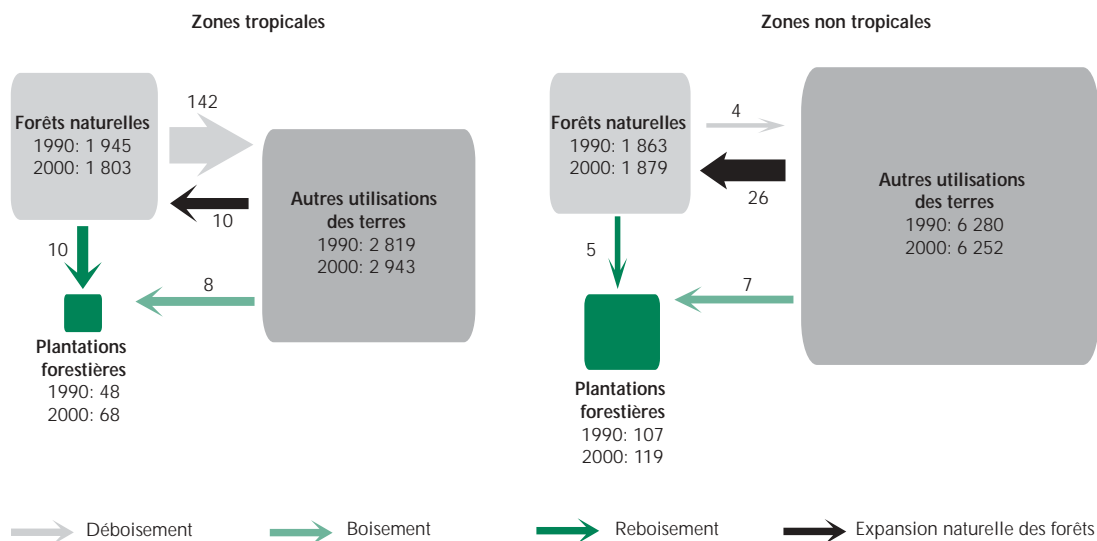 Zones tropicales
Forêts naturelles
1990: 1 945
2000: 1 803
142
10
Autres utilisations
des terres
1990: 2 819
2000: 2 943
10
8
Plantations
forestières
1990: 48
2000: 68
Zones non tropicales
Forêts naturelles
1990: 1 863
2000: 1 879
4
26
Autres utilisations
des terres
1990: 6 280
2000: 6 252
5
7
Plantations
forestières
1990: 107
2000: 119
Déboisement
Boisement
Reboisement
Expansion naturelle des forêts